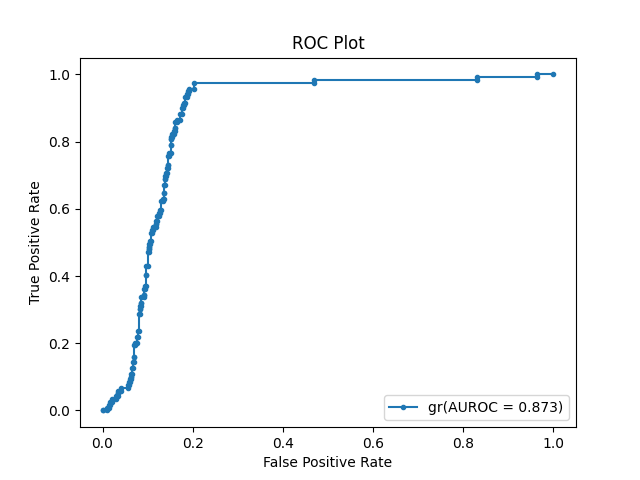 ROC Plot
1.0
0.8
0.6
0.4
0.2
0.0
True Positive Rate
gr(AUROC = 0.873)
0.0 0.2 0.4 0.6 0.8 1.0
False Positive Rate